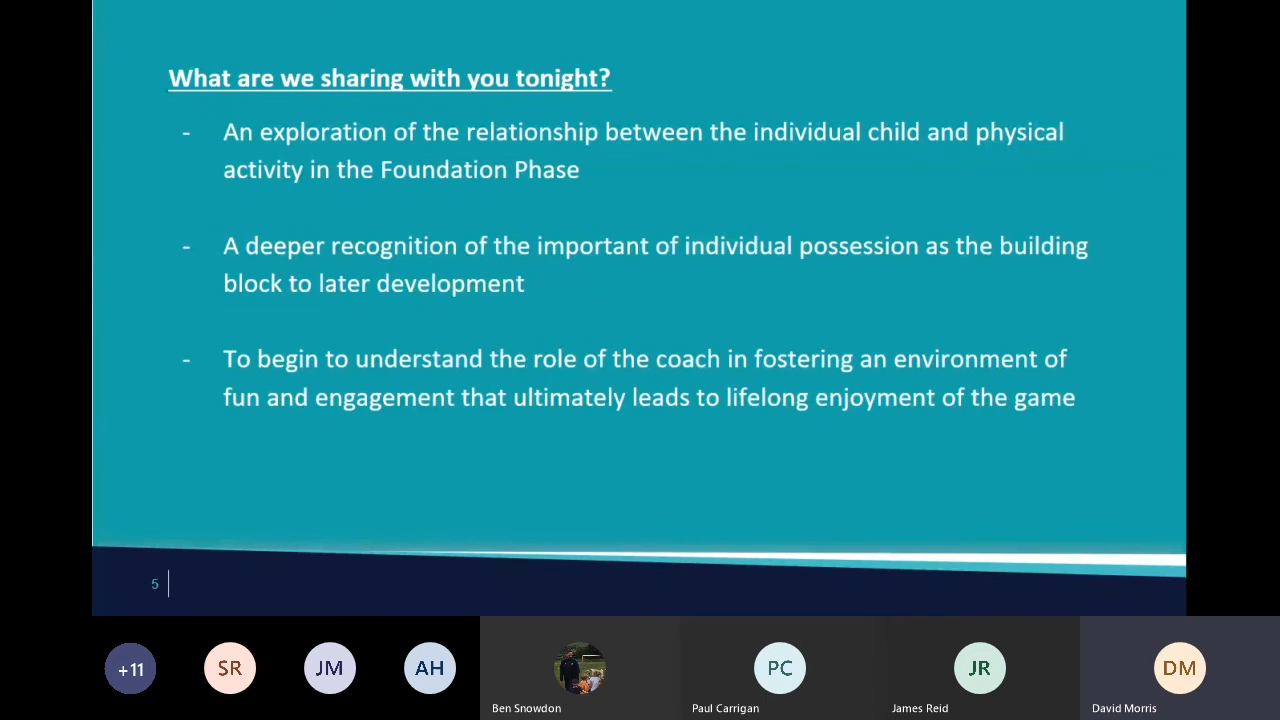 What are we sharing with you tonight?
- An exploration of the relationship between the individual child and physical
activity in the Foundation Phase
- A deeper recognition of the important of individual possession as the building
block to later development
- To begin to understand the role of the coach in fostering an environment of
fun and engagement that ultimately leads to lifelong enjoyment of the game
5
+11 SR JM AH PC JR DM
Ben Snowdon Paul Carrigan James Reid David Morris